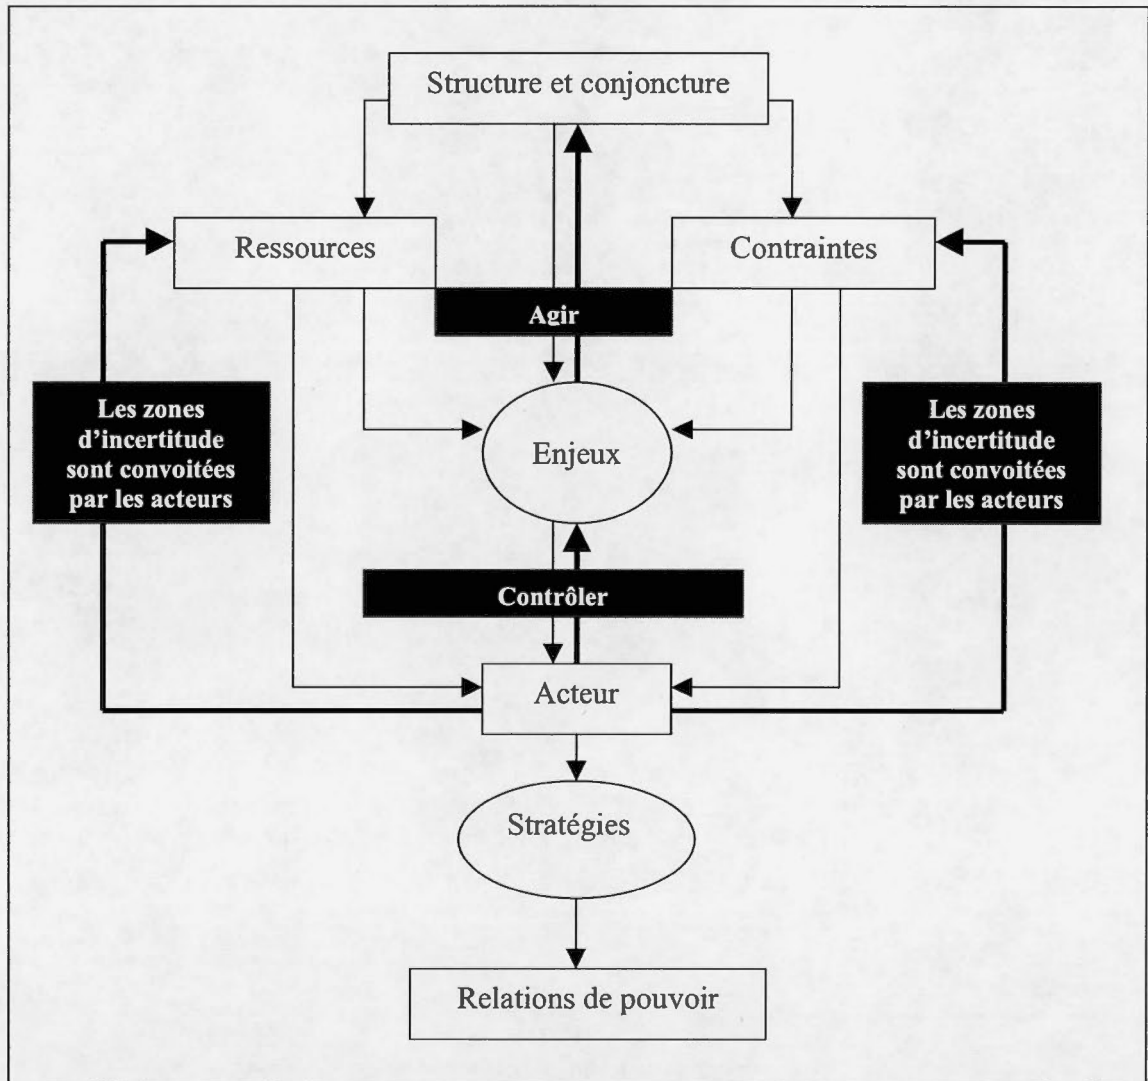 Structure et conjoncture
Ressources
Contraintes
Agir
Les zones
d'incertitude
sont convoitées
par les acteurs
Enjeux
Les zones
d'incertitude
sont convoitées
par les acteurs
Contrôler
Acteur
Stratégies
Relations de pouvoir